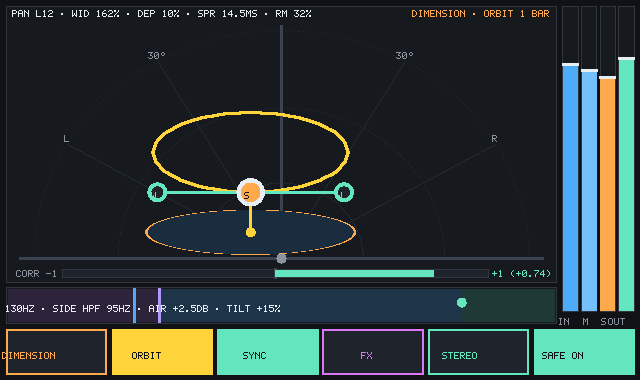 PAN L12 · WID 162% · DEP 10% · SPR 14.5MS · RM 32%
DIMENSION · ORBIT 1 BAR
30° 30°
L R
S
CORR -1 +1 (+0.74)
130HZ · SIDE HPF 95HZ · AIR +2.5DB · TILT +15%
IN M S OUT
DIMENSION ORBIT SYNC FX STEREO SAFE ON